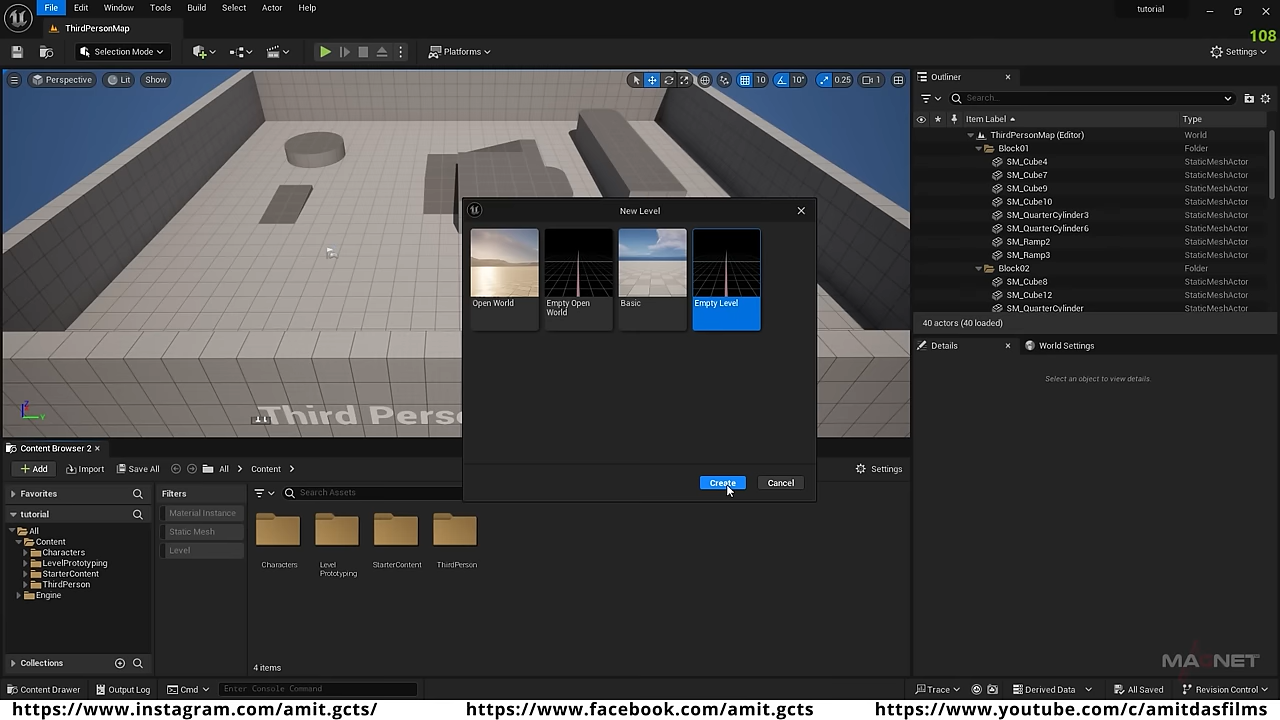 File Edit Window Tools Build Select Actor Help tutorial
ThirdPersonMap
108
Selection Mode Platforms Settings
Perspective Lit Show 10 10° 0.25 1
Outliner
Search...
Item Label Type
ThirdPersonMap (Editor) World
Block01 Folder
SM_Cube4 StaticMeshActor
SM_Cube7 StaticMeshActor
SM_Cube9 StaticMeshActor
SM_Cube10 StaticMeshActor
SM_QuarterCylinder3 StaticMeshActor
SM_QuarterCylinder6 StaticMeshActor
SM_Ramp2 StaticMeshActor
SM_Ramp3 StaticMeshActor
Block02 Folder
SM_Cube8 StaticMeshActor
SM_Cube12 StaticMeshActor
SM_QuarterCylinder StaticMeshActor
40 actors (40 loaded)
Details World Settings
Select an object to view details
New Level
Open World
Empty Open
World
Basic
Empty Level
Create Cancel
Third Pers
Content Browser 2
Add Import Save All All Content Settings
Favorites
tutorial
All
Content
Characters
LevelPrototyping
StarterContent
ThirdPerson
Engine
Collections
Filters
Material Instance
Static Mesh
Level
Search Assets
Characters
Level
Prototyping
StarterContent
ThirdPerson
4 items
MAGNET
Content Drawer Output Log Cmd Enter Console Command Trace Derived Data All Saved Revision Control
https://www.instagram.com/amit.gcts/ https://www.facebook.com/amit.gcts https://www.youtube.com/c/amitdasfilms